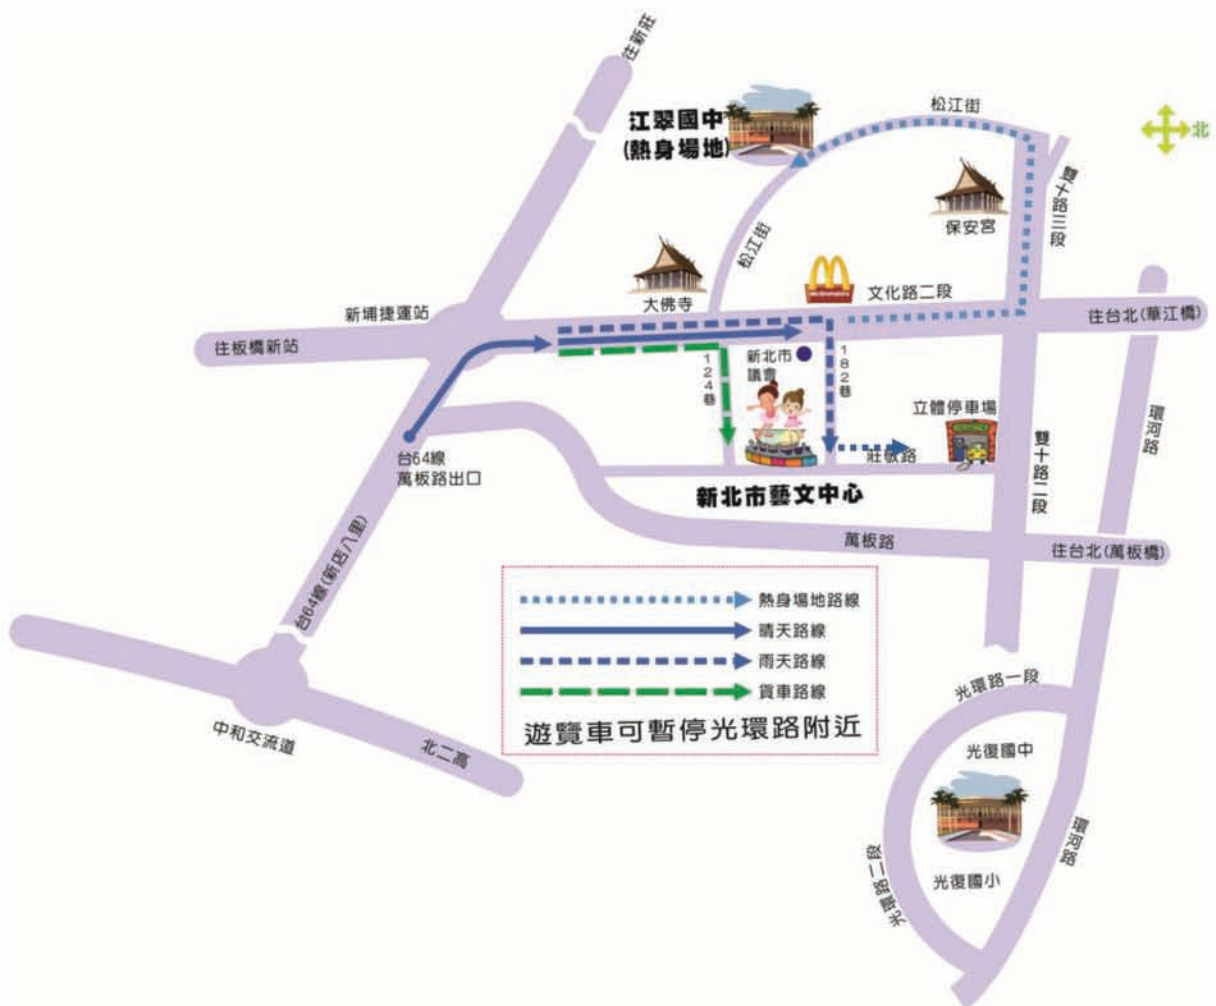 往新莊
江翠國中
(熱身場地)
松江街
北
雙十路三段
保安宮
松江街
大佛寺
文化路二段
新埔捷運站
往板橋新站
往台北(華江橋)
124巷
新北市
議會
182巷
立體停車場
莊敬路
環河路
雙十路二段
台64線
萬板路出口
新北市藝文中心
萬板路
往台北(萬板橋)
台64線(新店八里)
熱身場地路線
晴天路線
雨天路線
貨車路線
遊覽車可暫停光環路附近
中和交流道
北二高
光環路一段
光復國中
光復國小
光環路二段
環河路